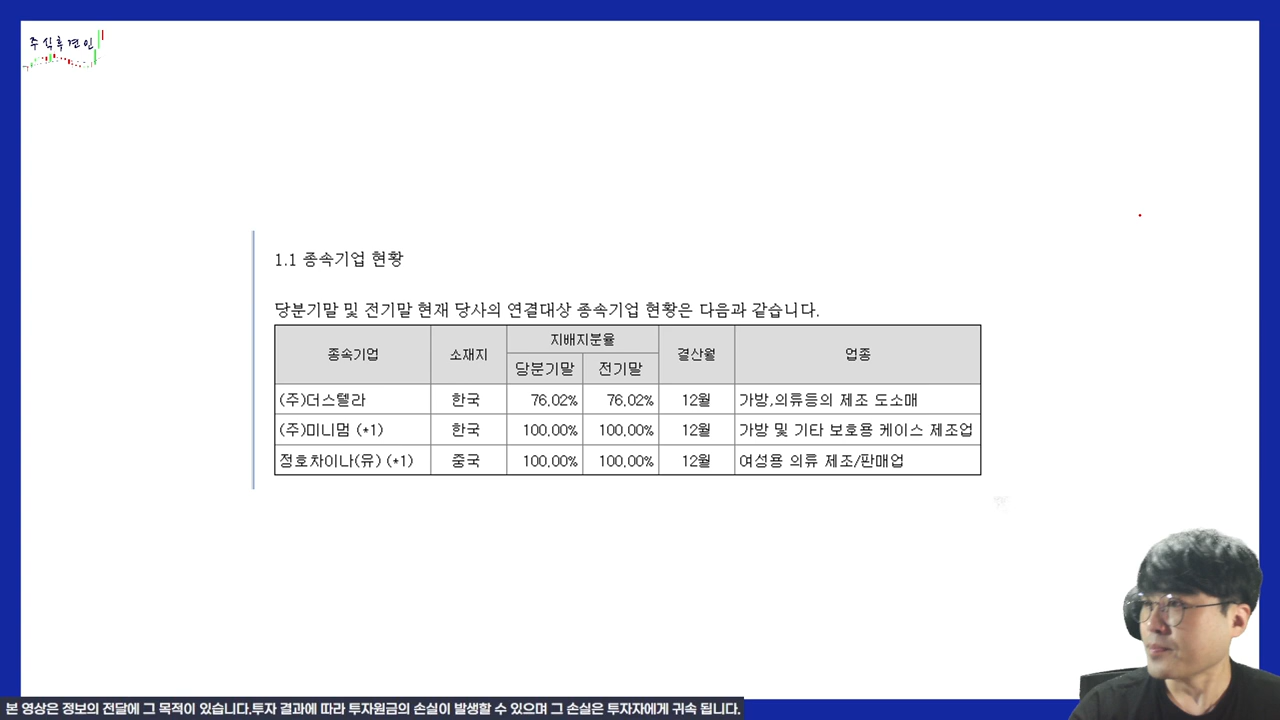 주식후견인
1.1 종속기업 현황
당분기말 및 전기말 현재 당사의 연결대상 종속기업 현황은 다음과 같습니다.
종속기업 소재지 지배지분율 결산월 업종
당분기말 전기말
(주)더스텔라 한국 76.02% 76.02% 12월 가방,의류등의 제조 도소매
(주)미니멈 (*1) 한국 100.00% 100.00% 12월 가방 및 기타 보호용 케이스 제조업
정호차이나(유) (*1) 중국 100.00% 100.00% 12월 여성용 의류 제조/판매업
본 영상은 정보의 전달에 그 목적이 있습니다.투자 결과에 따라 투자원금의 손실이 발생할 수 있으며 그 손실은 투자자에게 귀속 됩니다.